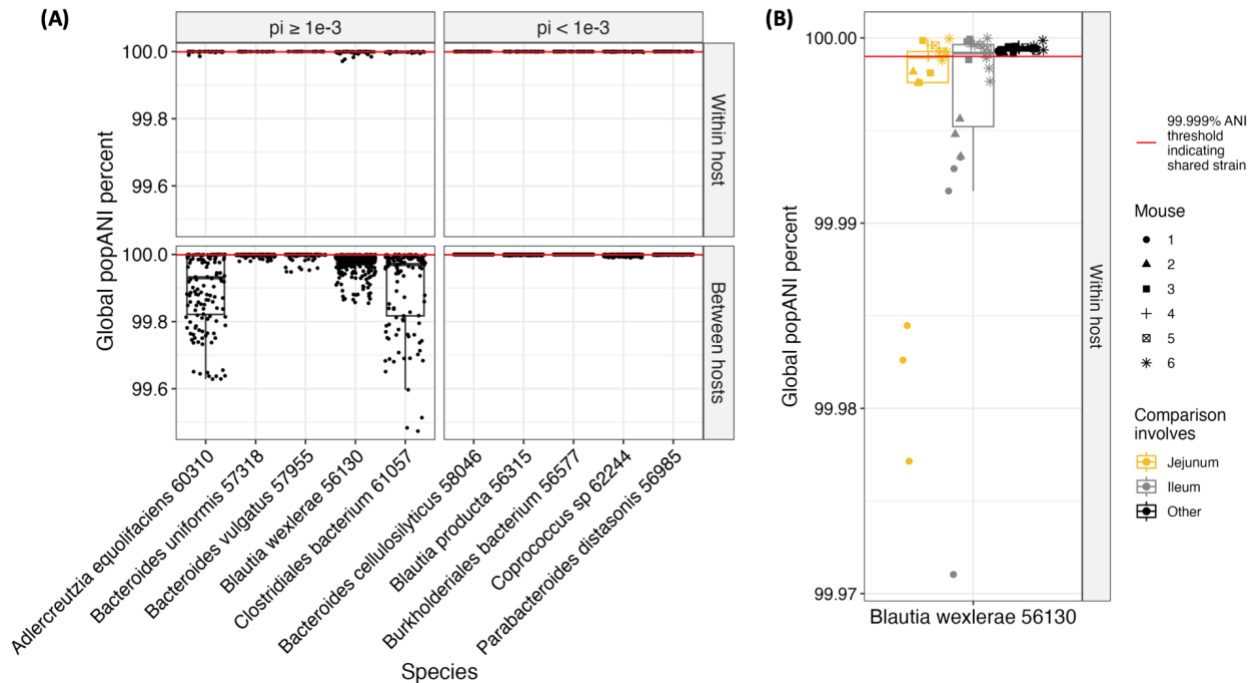 (A)
pi ≥ 1e-3
pi < 1e-3
Global popANI percent
100.0
99.8
99.6
Within host
100.0
99.8
99.6
Between hosts
Adlercreutzia equolifaciens 60310
Bacteroides uniformis 57318
Bacteroides vulgatus 57955
Blautia wexlerae 56130
Clostridiales bacterium 61057
Bacteroides cellulosilyticus 58046
Blautia producta 56315
Burkholderiales bacterium 56577
Coprococcus sp 62244
Parabacteroides distasonis 56985
Species
(B)
Global popANI percent
100.00
99.99
99.98
99.97
Within host
Blautia wexlerae 56130
99.999% ANI
threshold
indicating
shared strain
Mouse
1
2
3
4
5
6
Comparison
involves
Jejunum
Ileum
Other